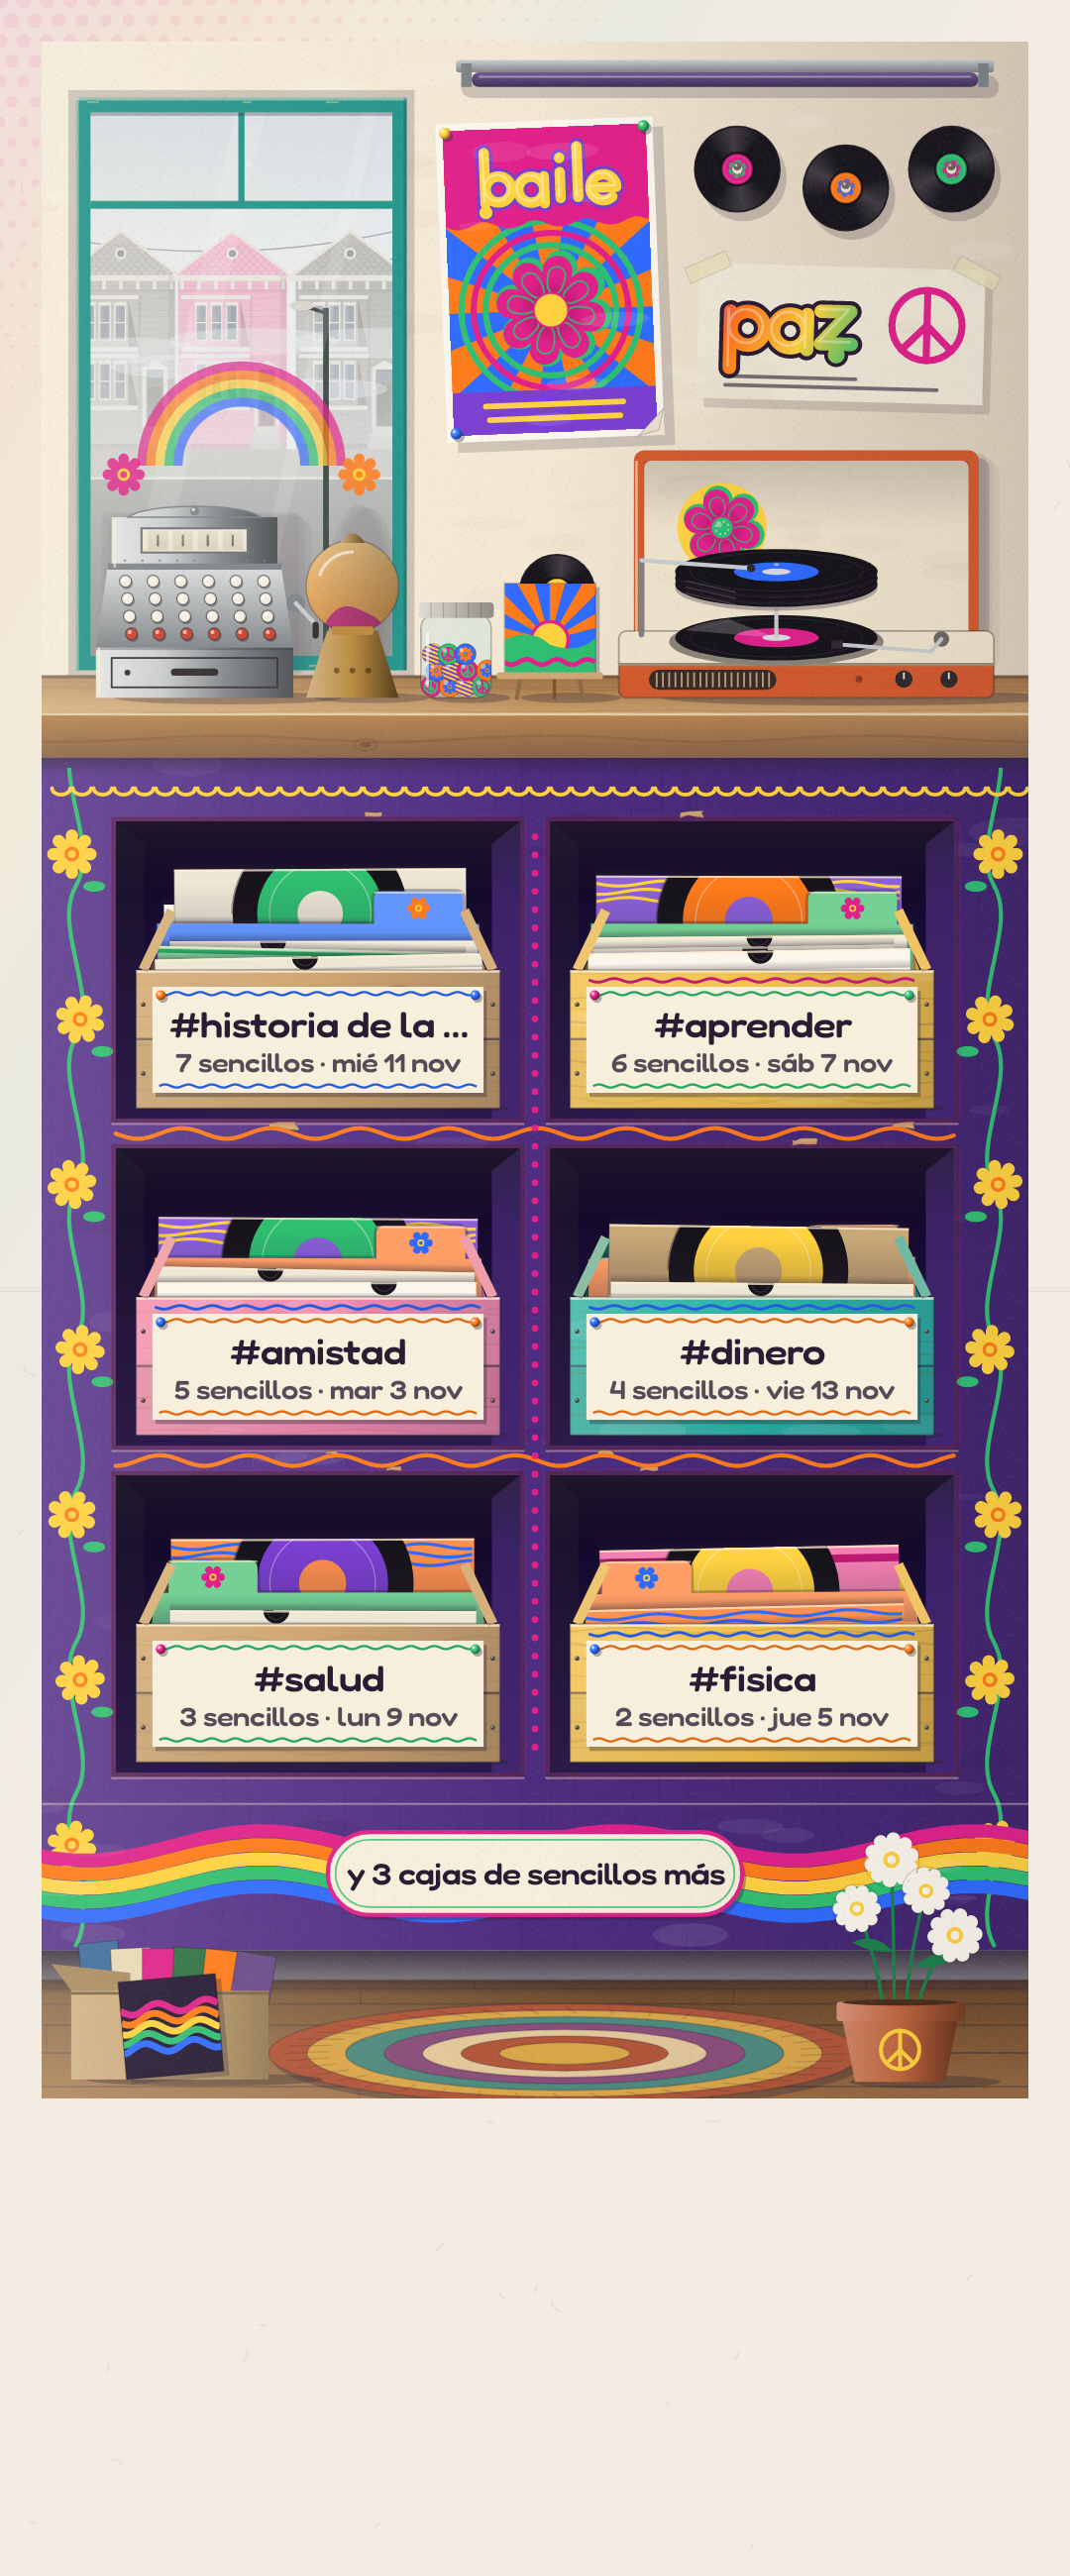 baile
paz
#historia de la ...
7 sencillos · mié 11 nov
#aprender
6 sencillos · sáb 7 nov
#amistad
5 sencillos · mar 3 nov
#dinero
4 sencillos · vie 13 nov
#salud
3 sencillos · lun 9 nov
#fisica
2 sencillos · jue 5 nov
y 3 cajas de sencillos más